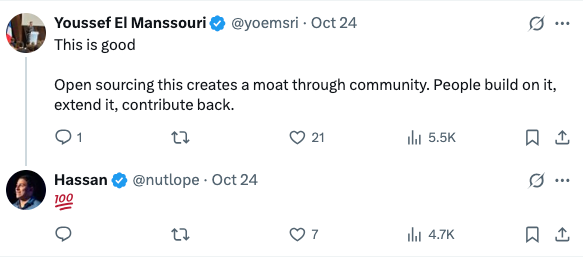 Youssef El Manssouri @yoemsri · Oct 24
This is good
Open sourcing this creates a moat through community. People build on it,
extend it, contribute back.
1 21 5.5K
Hassan @nutlope · Oct 24
💯
7 4.7K